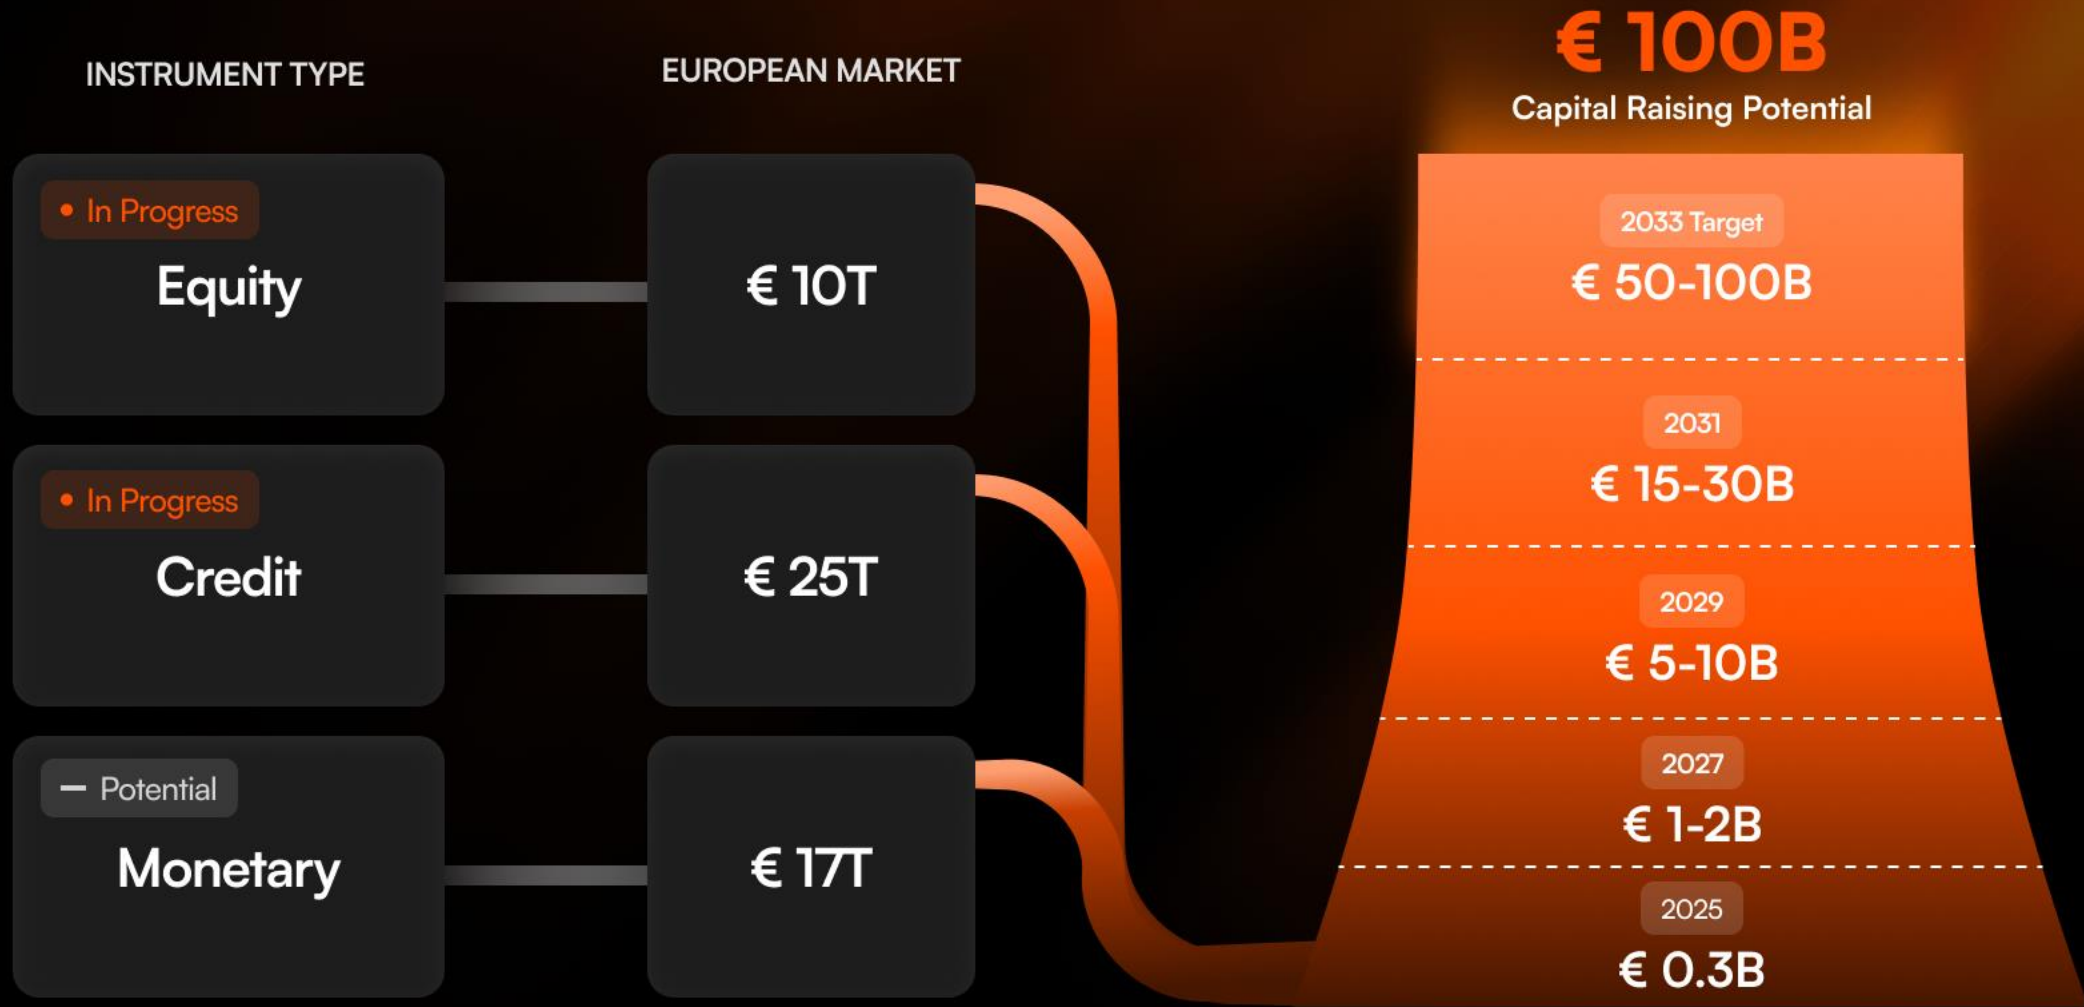 INSTRUMENT TYPE
EUROPEAN MARKET
In Progress
Equity
€ 10T
In Progress
Credit
€ 25T
Potential
Monetary
€ 17T
€ 100B
Capital Raising Potential
2033 Target
€ 50-100B
2031
€ 15-30B
2029
€ 5-10B
2027
€ 1-2B
2025
€ 0.3B